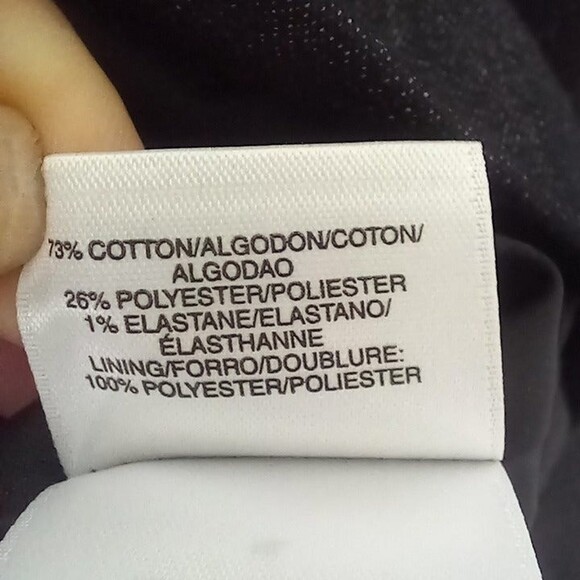 73% COTTON/ALGODON/COTON/
ALGODAO
26% POLYESTER/POLIESTER
1% ELASTANE/ELASTANO/
ÉLASTHANNE
LINING/FORRO/DOUBLURE:
100% POLYESTER/POLIESTER